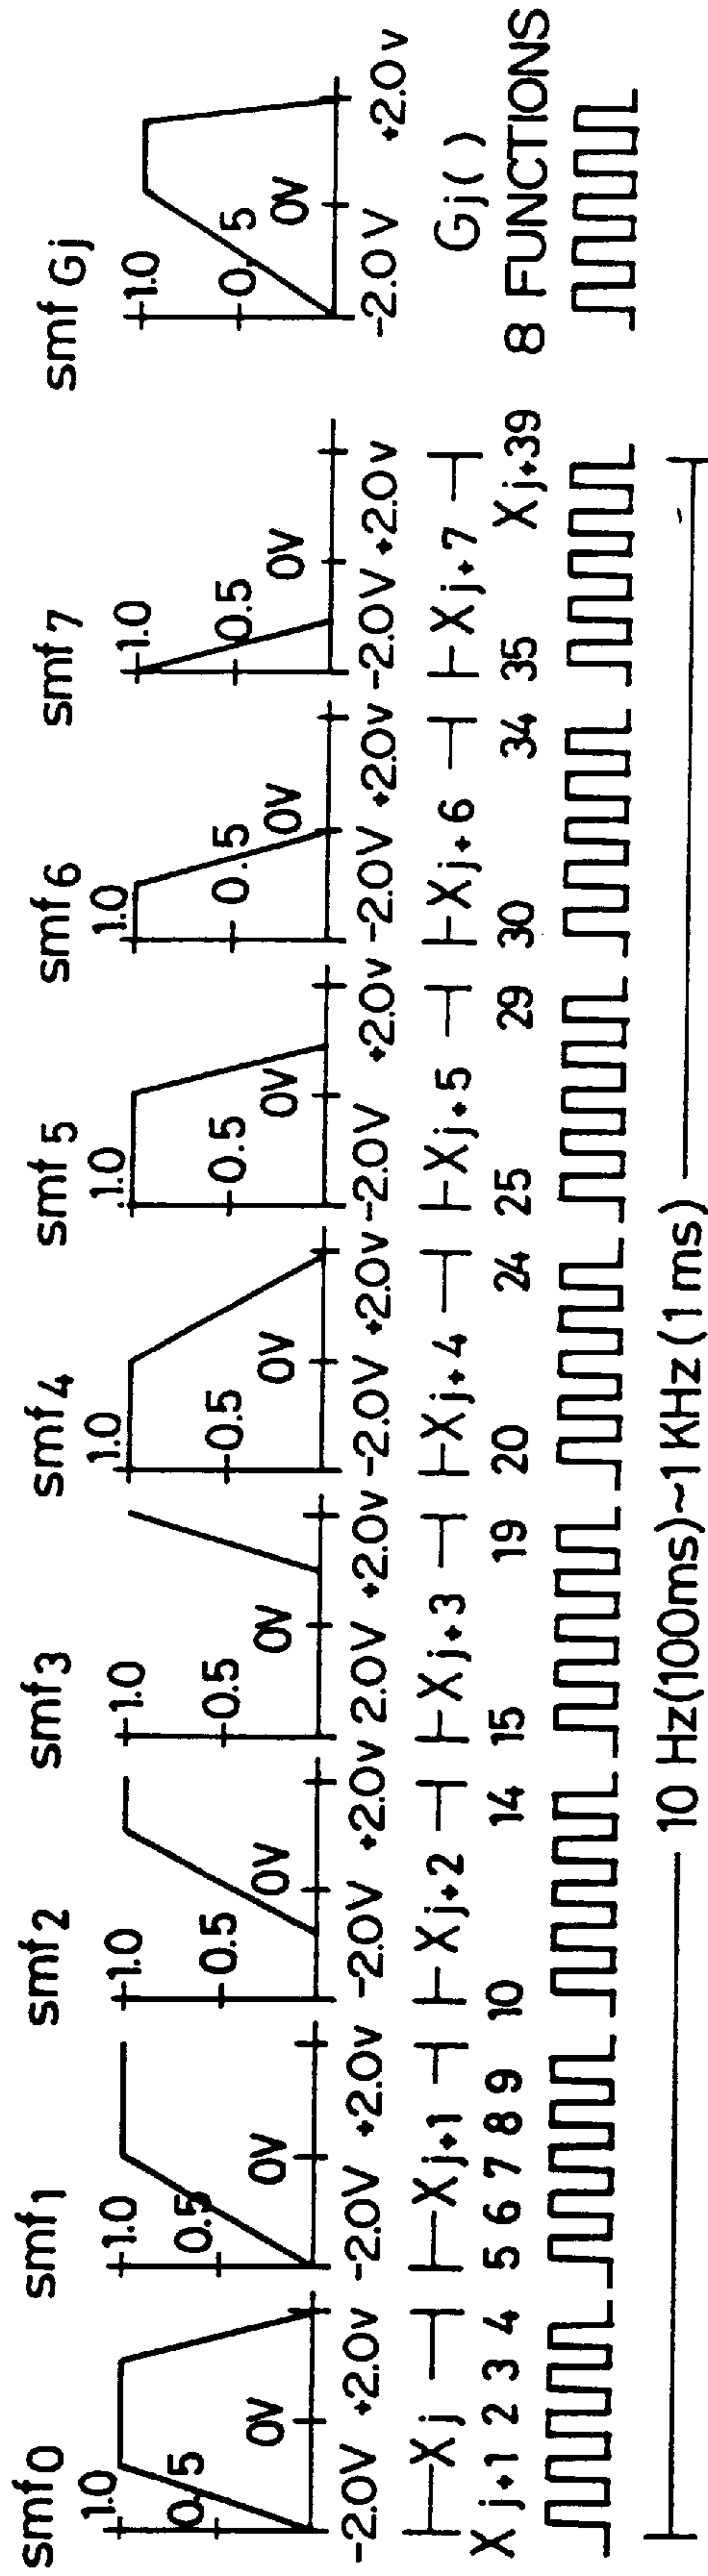 smf0 smf1 smf2 smf3 smf4 smf5 smf6 smf7 smf Gj
1.0 1.0 1.0 1.0 1.0 1.0 1.0 1.0 1.0
0.5 0.5 0.5 0.5 0.5 0.5 0.5 0.5 0.5
0V 0V 0V 0V 0V 0V 0V 0V 0V
-2.0V +2.0v -2.0V +2.0v -2.0V +2.0v 2.0V +2.0v -2.0V +2.0v -2.0V +2.0v -2.0V +2.0v -2.0V +2.0v -2.0V +2.0v
Xj Xj+1 Xj+2 Xj+3 Xj+4 Xj+5 Xj+6 Xj+7 Gj()
Xj+1 2 3 4 5 6 7 8 9 10 14 15 19 20 24 25 29 30 34 35 Xj+39 8 FUNCTIONS
10 Hz(100ms)~1 KHz (1 ms)